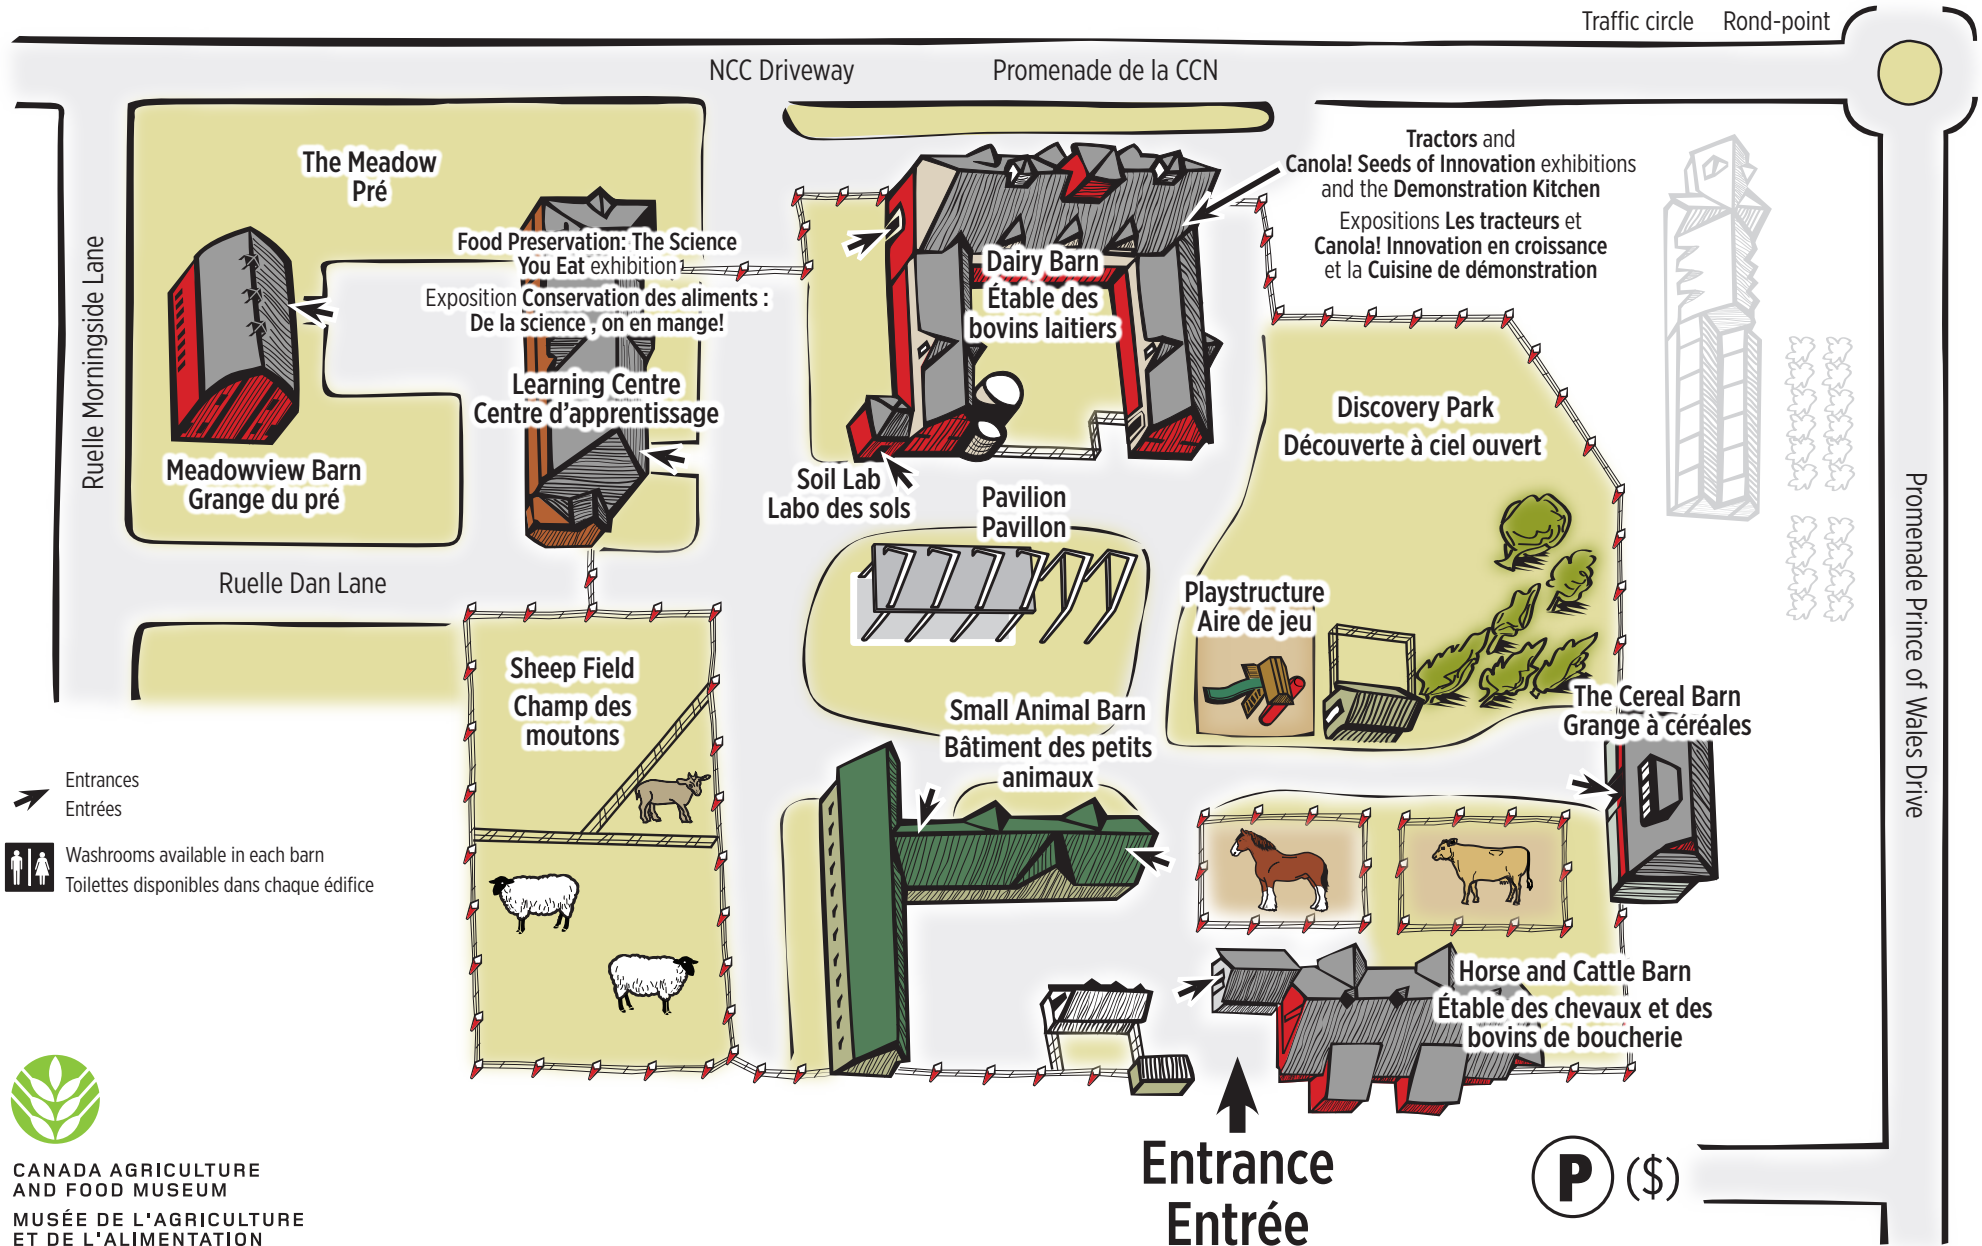 Traffic circle Rond-point
NCC Driveway Promenade de la CCN
The Meadow
Pré
Tractors and
Canola! Seeds of Innovation exhibitions
and the Demonstration Kitchen
Expositions Les tracteurs et
Canola! Innovation en croissance
et la Cuisine de démonstration
Food Preservation: The Science
You Eat exhibition
Exposition Conservation des aliments :
De la science , on en mange!
Dairy Barn
Étable des
bovins laitiers
Ruelle Morningside Lane
Learning Centre
Centre d'apprentissage
Discovery Park
Découverte à ciel ouvert
Meadowview Barn
Grange du pré
Soil Lab
Labo des sols
Pavilion
Pavillon
Promenade Prince of Wales Drive
Ruelle Dan Lane
Playstructure
Aire de jeu
Sheep Field
Champ des
moutons
Small Animal Barn
Bâtiment des petits
animaux
The Cereal Barn
Grange à céréales
Entrances
Entrées
Washrooms available in each barn
Toilettes disponibles dans chaque édifice
Horse and Cattle Barn
Étable des chevaux et des
bovins de boucherie
Entrance
Entrée
P ($)
CANADA AGRICULTURE
AND FOOD MUSEUM
MUSÉE DE L'AGRICULTURE
ET DE L'ALIMENTATION